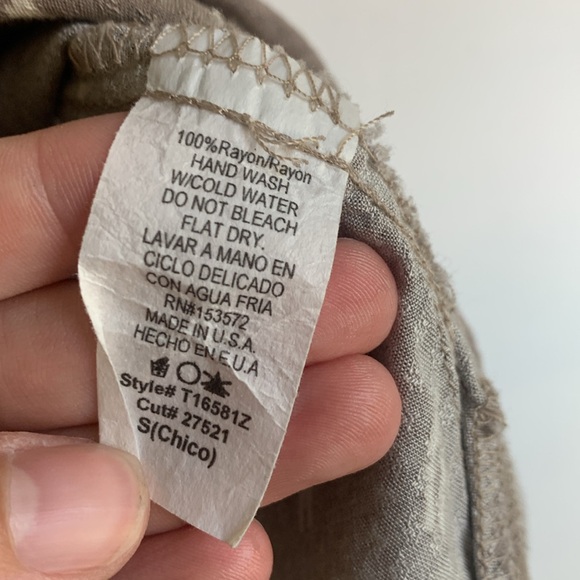 100%Rayon/Rayon
HAND WASH
W/COLD WATER
DO NOT BLEACH
FLAT DRY.
LAVAR A MANO EN
CICLO DELICADO
CON AGUA FRIA
RN#153572
MADE IN U.S.A.
HECHO EN E.U.A
Style# T16581Z
Cut# 27521
S(Chico)